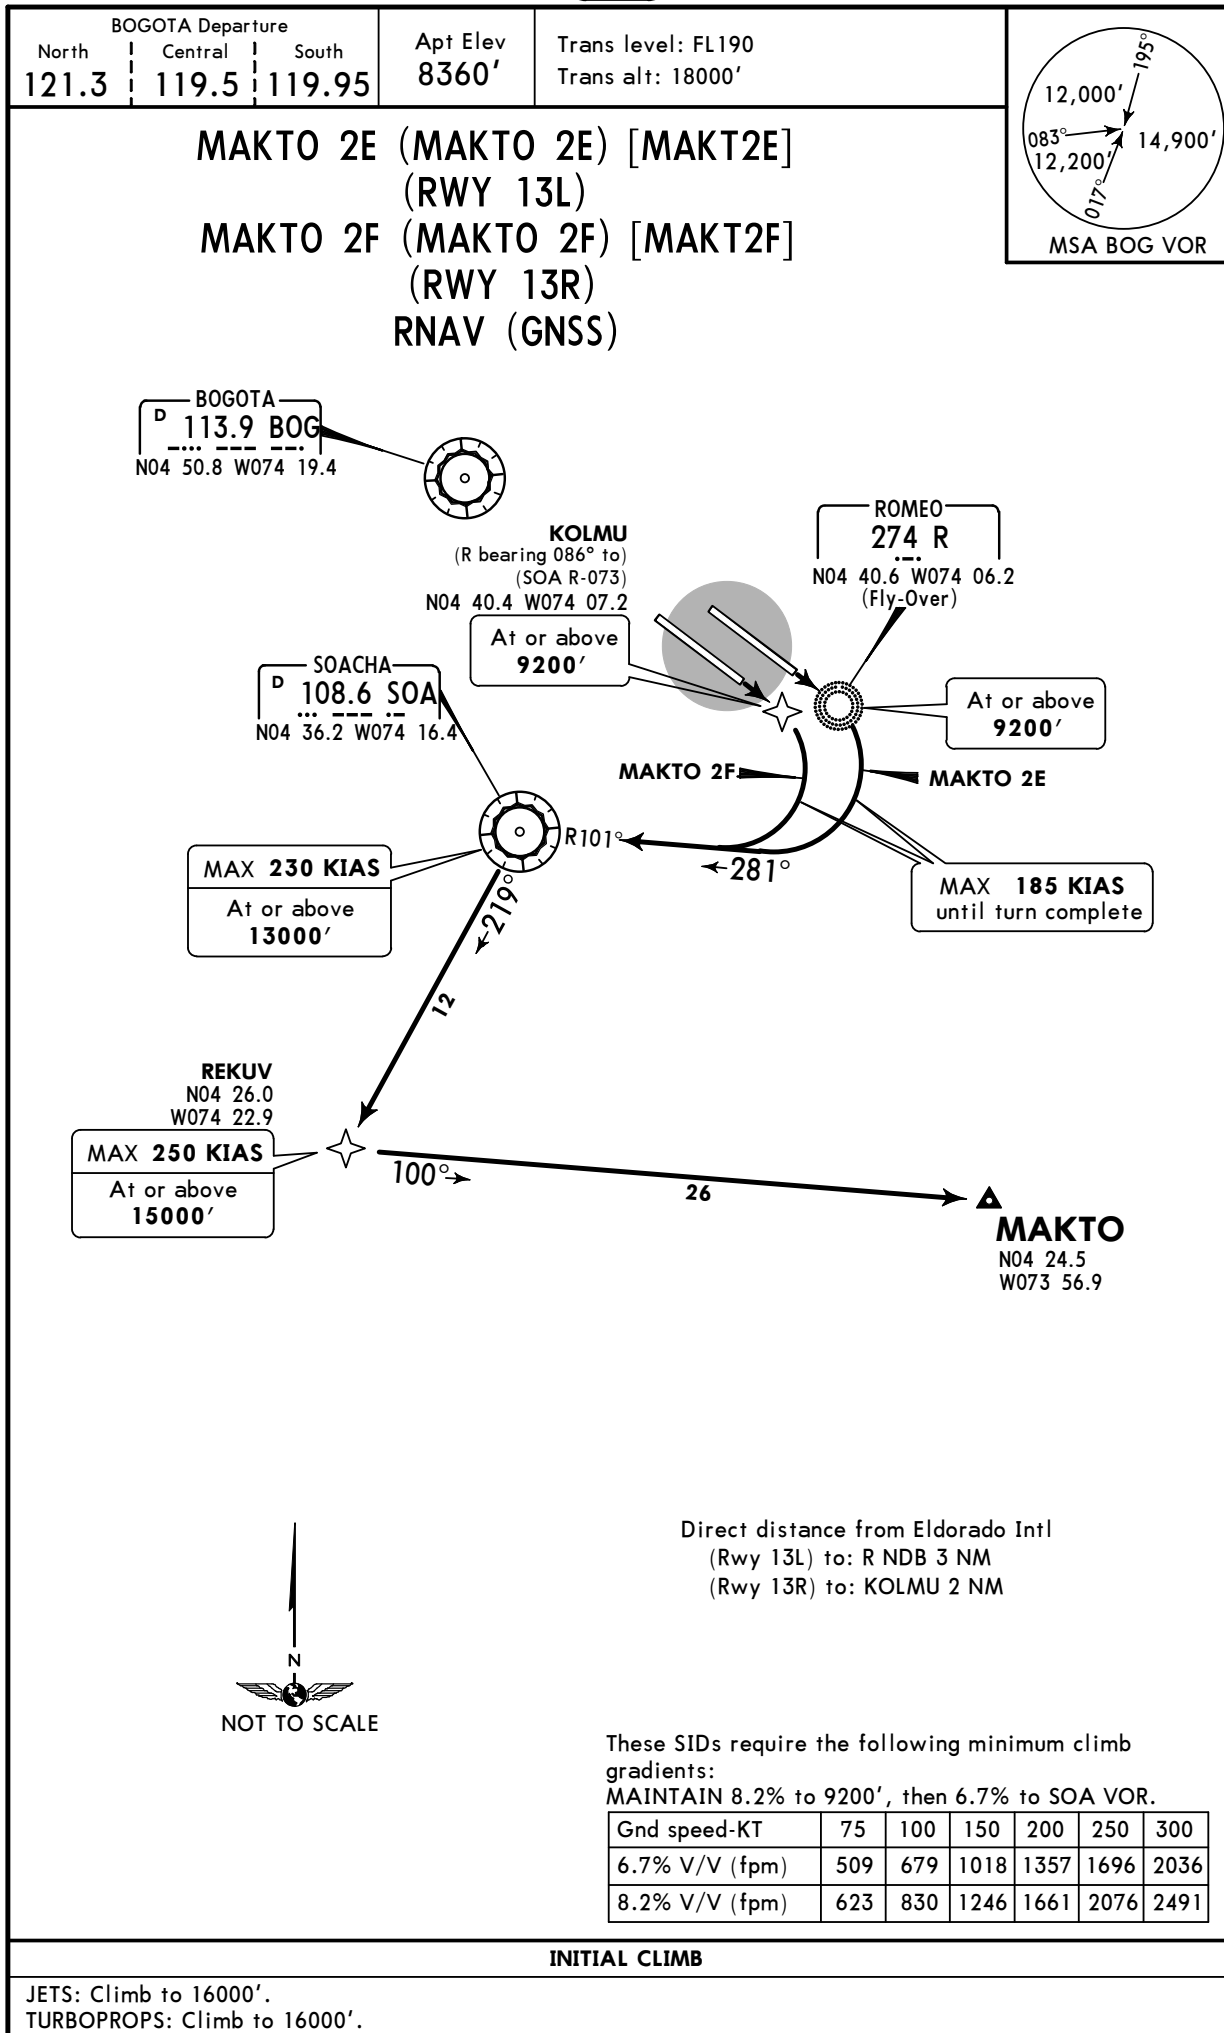 BOGOTA Departure
North Central South
121.3 119.5 119.95
Apt Elev
8360'
Trans level: FL190
Trans alt: 18000'
195°
12,000'
083°
14,900'
12,200'
017°
MSA BOG VOR
MAKTO 2E (MAKTO 2E) [MAKT2E]
(RWY 13L)
MAKTO 2F (MAKTO 2F) [MAKT2F]
(RWY 13R)
RNAV (GNSS)
BOGOTA
D 113.9 BOG
N04 50.8 W074 19.4
KOLMU
(R bearing 086° to)
(SOA R-073)
N04 40.4 W074 07.2
At or above
9200'
ROMEO
274 R
N04 40.6 W074 06.2
(Fly-Over)
At or above
9200'
SOACHA
D 108.6 SOA
N04 36.2 W074 16.4
MAKTO 2F
MAKTO 2E
R101°
281°
MAX 230 KIAS
At or above
13000'
MAX 185 KIAS
until turn complete
219°
12
REKUV
N04 26.0
W074 22.9
MAX 250 KIAS
At or above
15000'
100°
26
MAKTO
N04 24.5
W073 56.9
Direct distance from Eldorado Intl
(Rwy 13L) to: R NDB 3 NM
(Rwy 13R) to: KOLMU 2 NM
N
NOT TO SCALE
These SIDs require the following minimum climb
gradients:
MAINTAIN 8.2% to 9200', then 6.7% to SOA VOR.
Gnd speed-KT 75 100 150 200 250 300
6.7% V/V (fpm) 509 679 1018 1357 1696 2036
8.2% V/V (fpm) 623 830 1246 1661 2076 2491
INITIAL CLIMB
JETS: Climb to 16000'.
TURBOPROPS: Climb to 16000'.